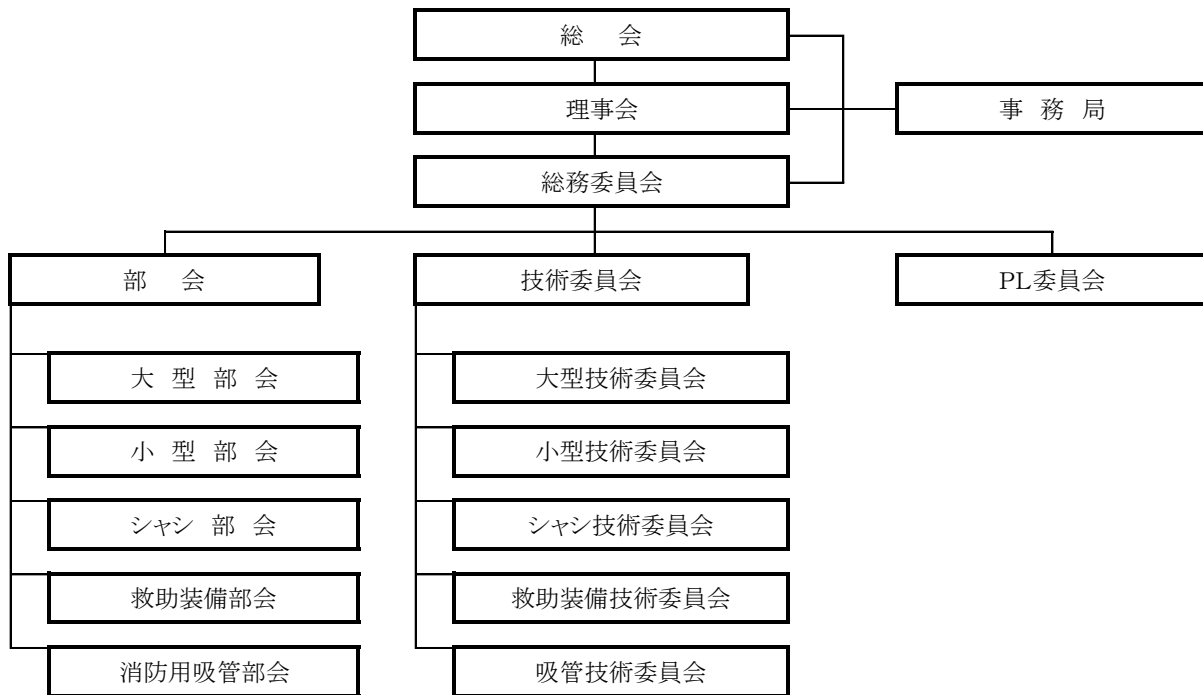 総 会
理事会
事 務 局
総務委員会
部 会
技術委員会
PL委員会
大 型 部 会
大型技術委員会
小 型 部 会
小型技術委員会
シャシ 部 会
シャシ技術委員会
救助装備部会
救助装備技術委員会
消防用吸管部会
吸管技術委員会